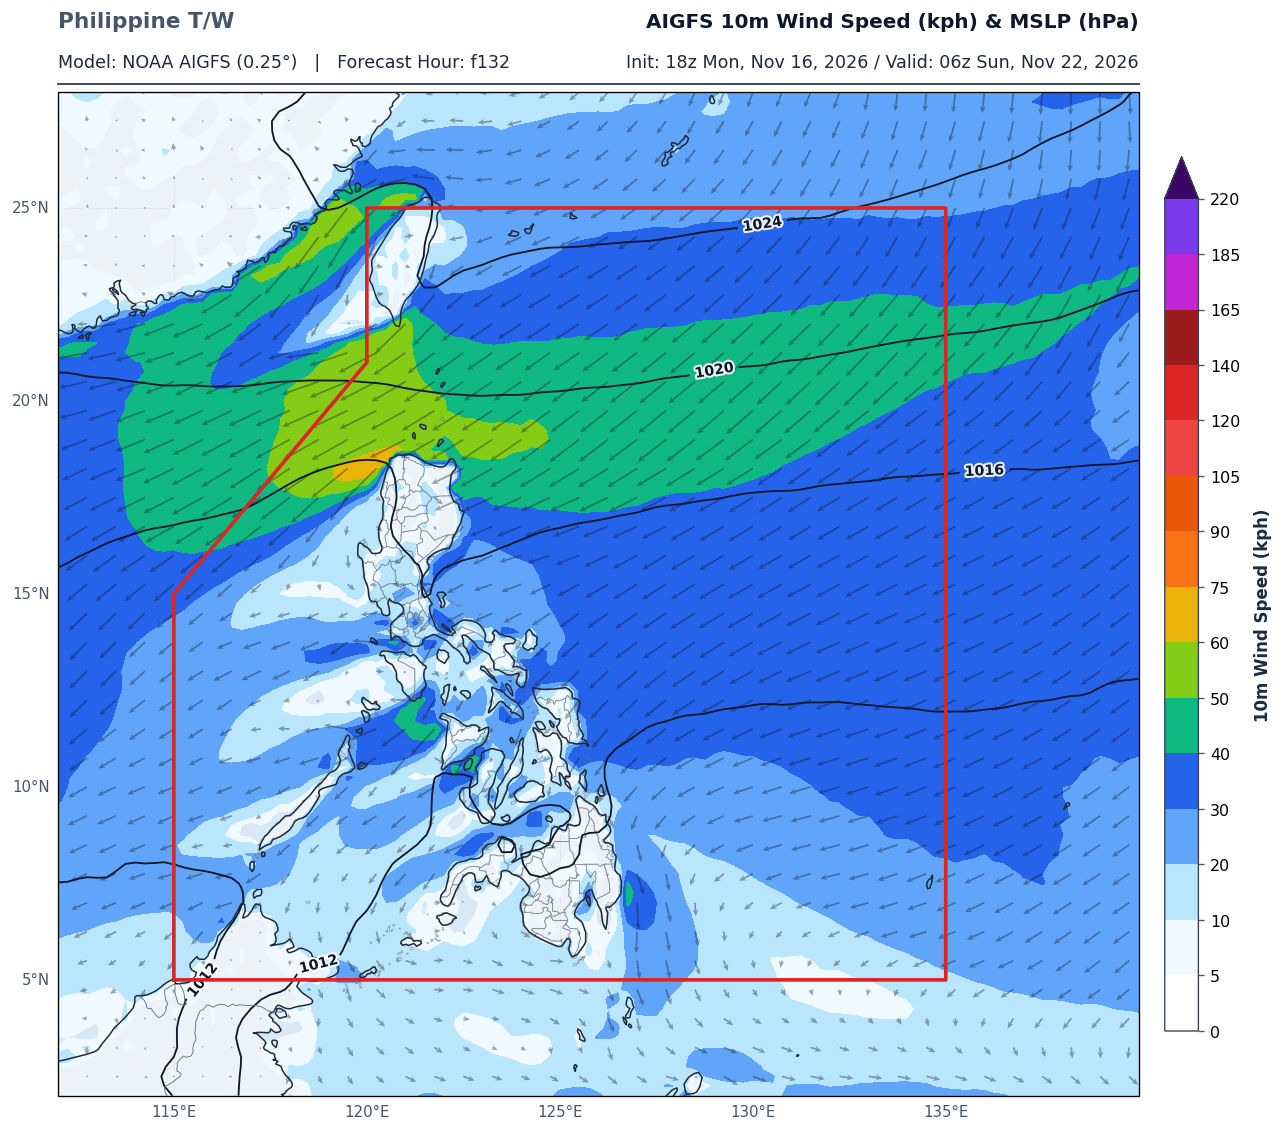 Philippine T/W
AIGFS 10m Wind Speed (kph) & MSLP (hPa)
Model: NOAA AIGFS (0.25°) | Forecast Hour: f132
Init: 18z Mon, Nov 16, 2026 / Valid: 06z Sun, Nov 22, 2026
25°N
20°N
15°N
10°N
5°N
115°E
120°E
125°E
130°E
135°E
1024
1020
1016
1012
1012
220
185
165
140
120
105
90
75
60
50
40
30
20
10
5
0
10m Wind Speed (kph)